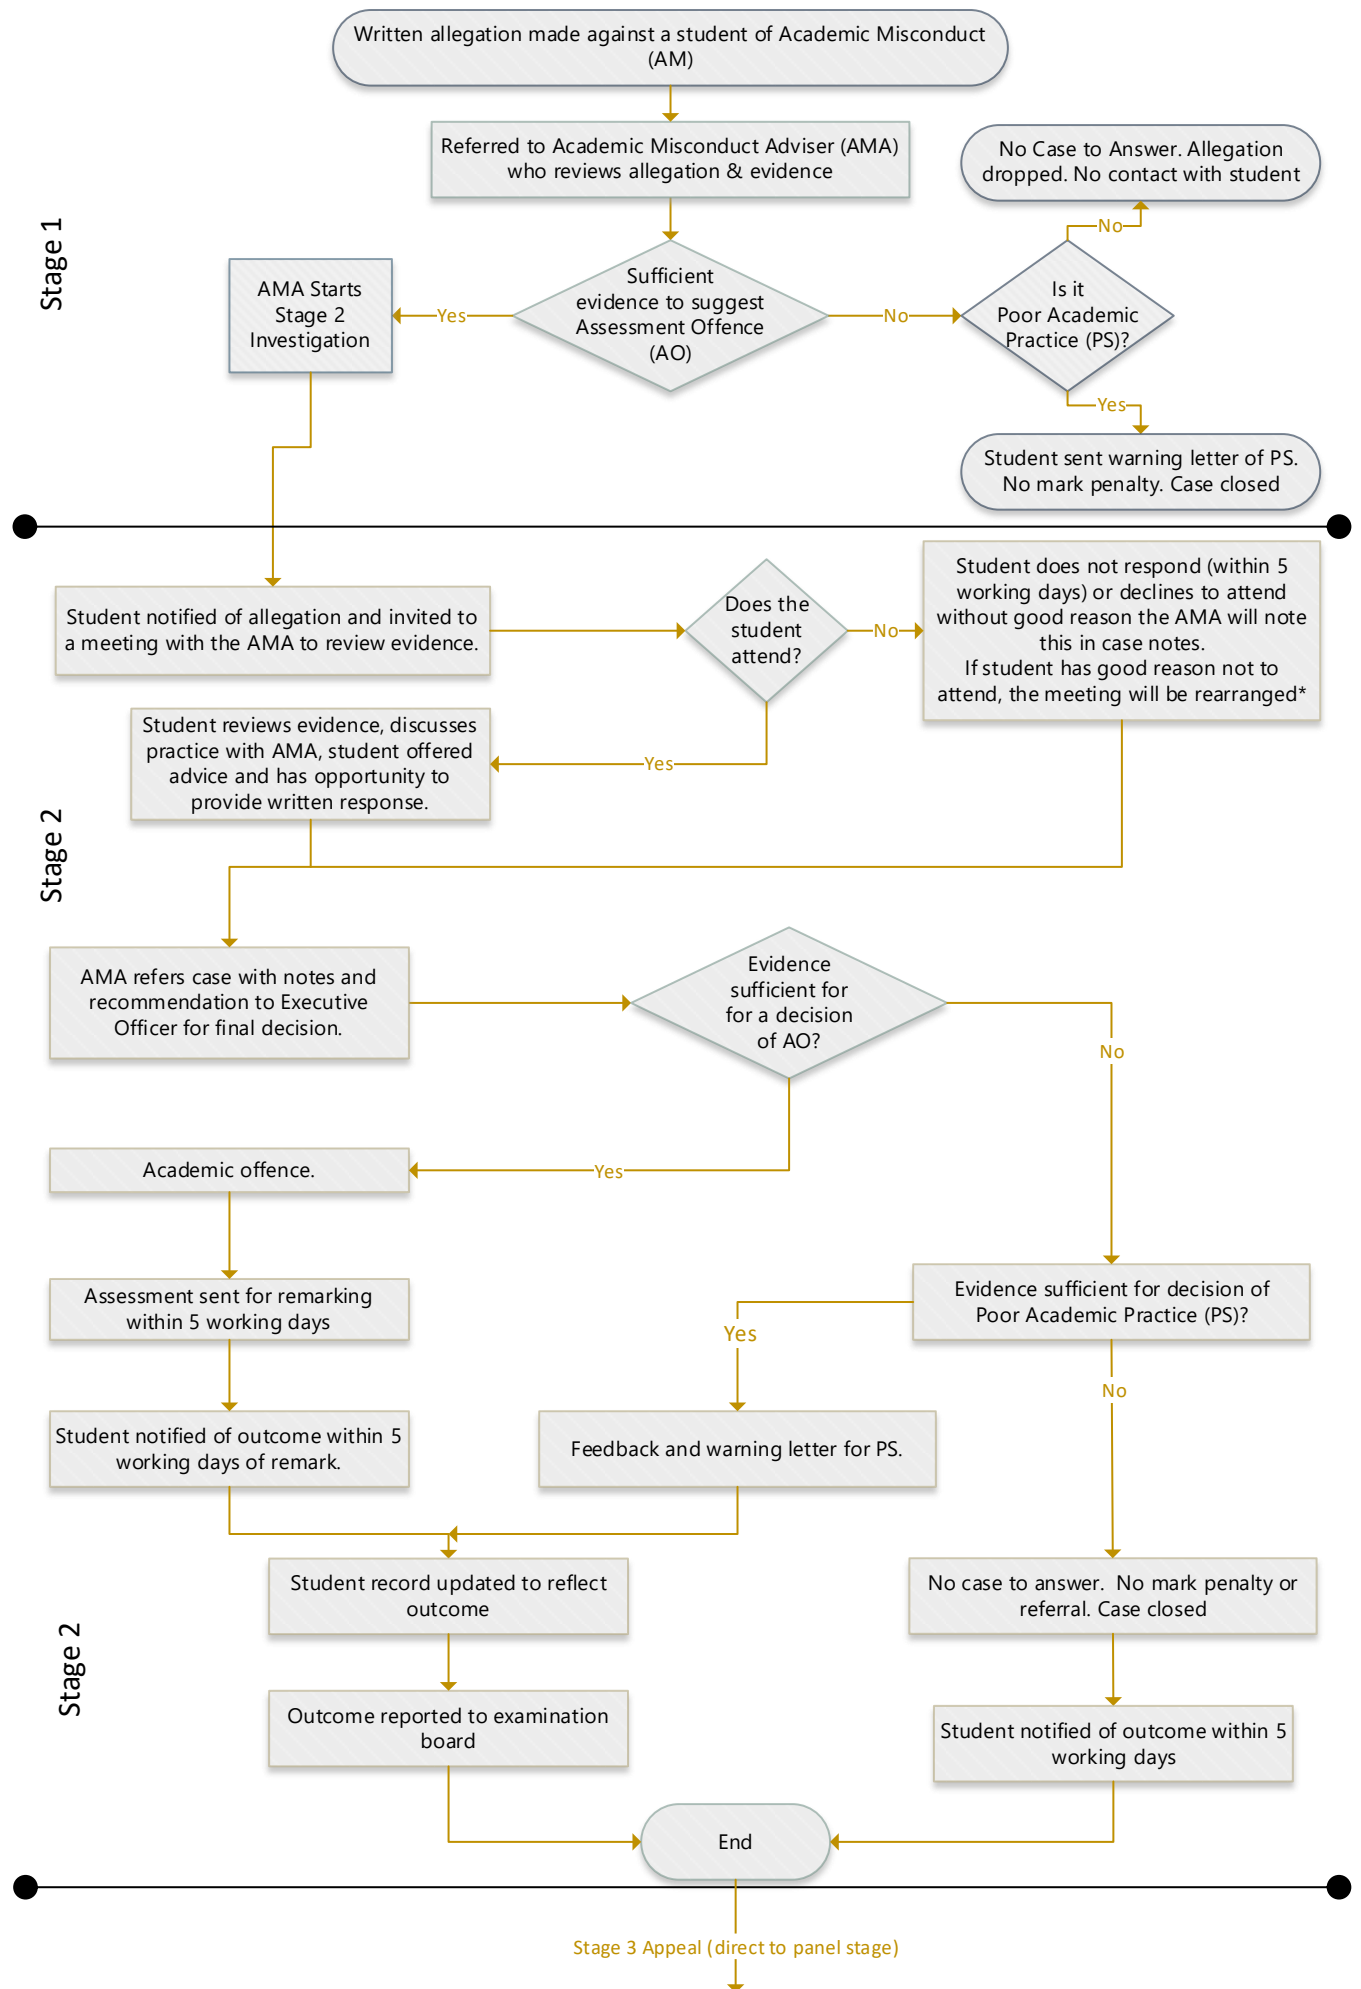 Written allegation made against a student of Academic Misconduct
(AM)
Referred to Academic Misconduct Adviser (AMA)
who reviews allegation & evidence
No Case to Answer. Allegation
dropped. No contact with student
No
Stage 1
AMA Starts
Stage 2
Investigation
Yes
Sufficient
evidence to suggest
Assessment Offence
(AO)
No
Is it
Poor Academic
Practice (PS)?
Yes
Student sent warning letter of PS.
No mark penalty. Case closed
Student notified of allegation and invited to
a meeting with the AMA to review evidence.
Does the
student
attend?
No
Student does not respond (within 5
working days) or declines to attend
without good reason the AMA will note
this in case notes.
If student has good reason not to
attend, the meeting will be rearranged*
Student reviews evidence, discusses
practice with AMA, student offered
advice and has opportunity to
provide written response.
Yes
Stage 2
AMA refers case with notes and
recommendation to Executive
Officer for final decision.
Evidence
sufficient for
for a decision
of AO?
No
Academic offence.
Yes
Assessment sent for remarking
within 5 working days
Evidence sufficient for decision of
Poor Academic Practice (PS)?
Yes
No
Student notified of outcome within 5
working days of remark.
Feedback and warning letter for PS.
Student record updated to reflect
outcome
No case to answer.  No mark penalty or
referral. Case closed
Stage 2
Outcome reported to examination
board
Student notified of outcome within 5
working days
End
Stage 3 Appeal (direct to panel stage)